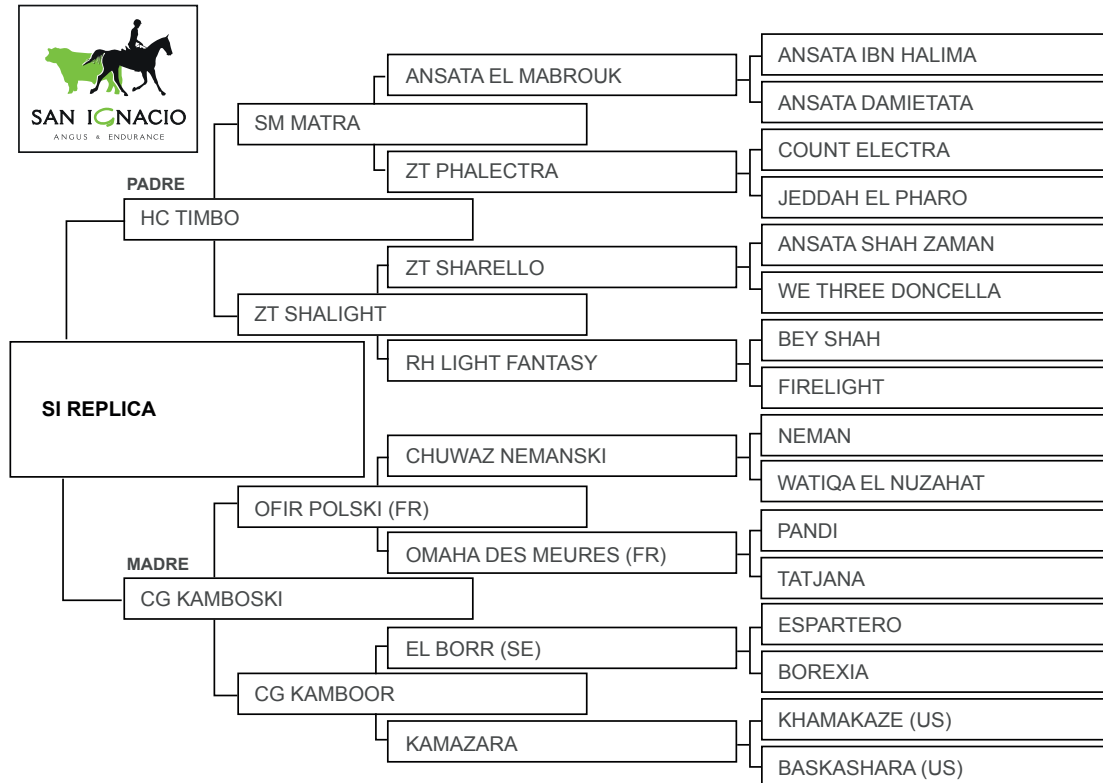 SAN IGNACIO
ANGUS & ENDURANCE
PADRE
HC TIMBO
SM MATRA
ANSATA EL MABROUK
ANSATA IBN HALIMA
ANSATA DAMIETATA
ZT PHALECTRA
COUNT ELECTRA
JEDDAH EL PHARO
ZT SHALIGHT
ZT SHARELLO
ANSATA SHAH ZAMAN
WE THREE DONCELLA
RH LIGHT FANTASY
BEY SHAH
FIRELIGHT
SI REPLICA
MADRE
CG KAMBOSKI
OFIR POLSKI (FR)
CHUWAZ NEMANSKI
NEMAN
WATIQA EL NUZAHAT
OMAHA DES MEURES (FR)
PANDI
TATJANA
CG KAMBOOR
EL BORR (SE)
ESPARTERO
BOREXIA
KAMAZARA
KHAMAKAZE (US)
BASKASHARA (US)